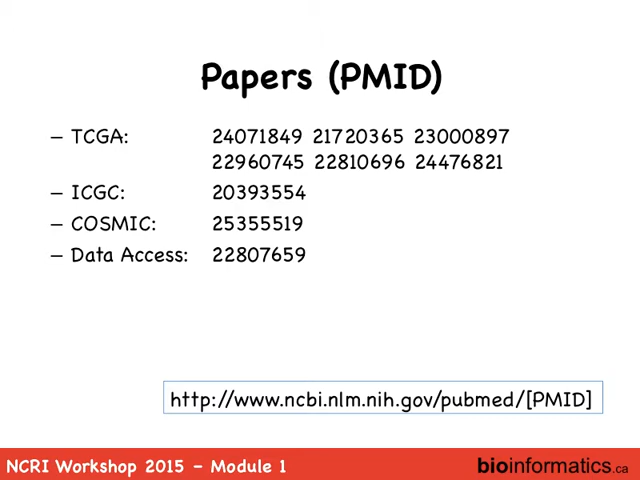 Papers (PMID)
– TCGA: 24071849 21720365 23000897
22960745 22810696 24476821
– ICGC: 20393554
– COSMIC: 25355519
– Data Access: 22807659
http://www.ncbi.nlm.nih.gov/pubmed/[PMID]
NCRI Workshop 2015 – Module 1
bioinformatics.ca